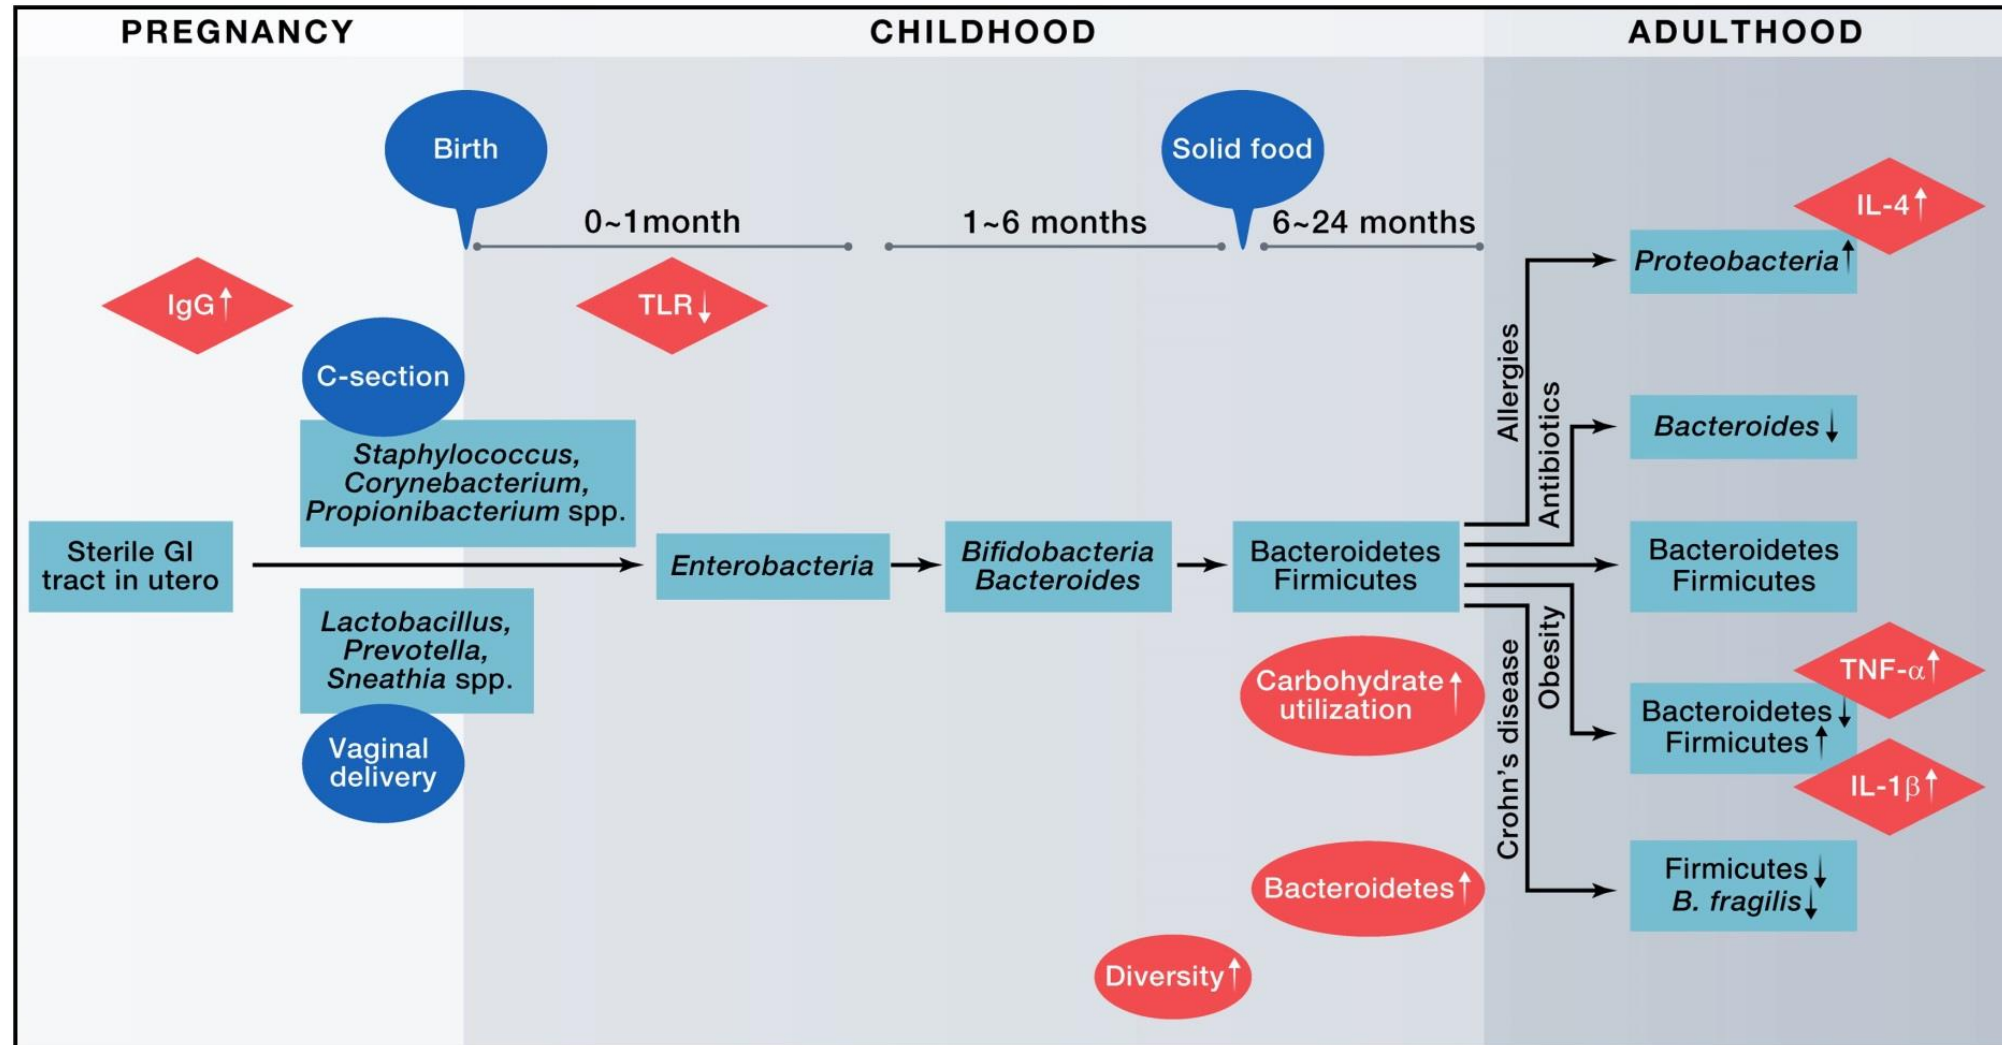 PREGNANCY
CHILDHOOD
ADULTHOOD
Birth
Solid food
0~1month
1~6 months
6~24 months
IgG↑
TLR↓
C-section
Staphylococcus,
Corynebacterium,
Propionibacterium spp.
Sterile GI
tract in utero
Lactobacillus,
Prevotella,
Sneathia spp.
Vaginal
delivery
Enterobacteria
Bifidobacteria
Bacteroides
Bacteroidetes
Firmicutes
Carbohydrate↑
utilization
Bacteroidetes↑
Diversity↑
Allergies
Antibiotics
Obesity
Crohn's disease
IL-4↑
Proteobacteria↑
Bacteroides↓
Bacteroidetes
Firmicutes
TNF-α↑
Bacteroidetes↓
Firmicutes↑
IL-1β↑
Firmicutes↓
B. fragilis↓